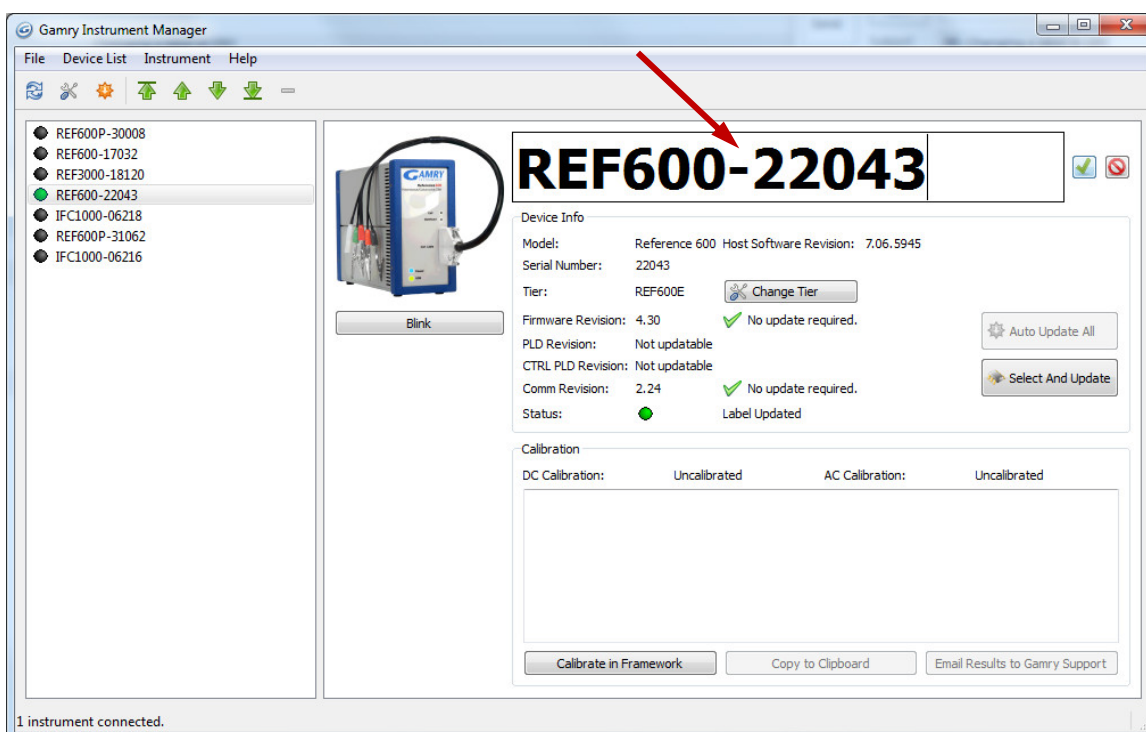 Gamry Instrument Manager
File Device List Instrument Help
REF600P-30008
REF600-17032
REF3000-18120
REF600-22043
IFC1000-06218
REF600P-31062
IFC1000-06216
GAMRY
Blink
REF600-22043
Device Info
Model: Reference 600 Host Software Revision: 7.06.5945
Serial Number: 22043
Tier: REF600E Change Tier
Firmware Revision: 4.30 No update required.
PLD Revision: Not updatable
CTRL PLD Revision: Not updatable
Comm Revision: 2.24 No update required.
Status: Label Updated
Auto Update All
Select And Update
Calibration
DC Calibration: Uncalibrated AC Calibration: Uncalibrated
Calibrate in Framework Copy to Clipboard Email Results to Gamry Support
1 instrument connected.